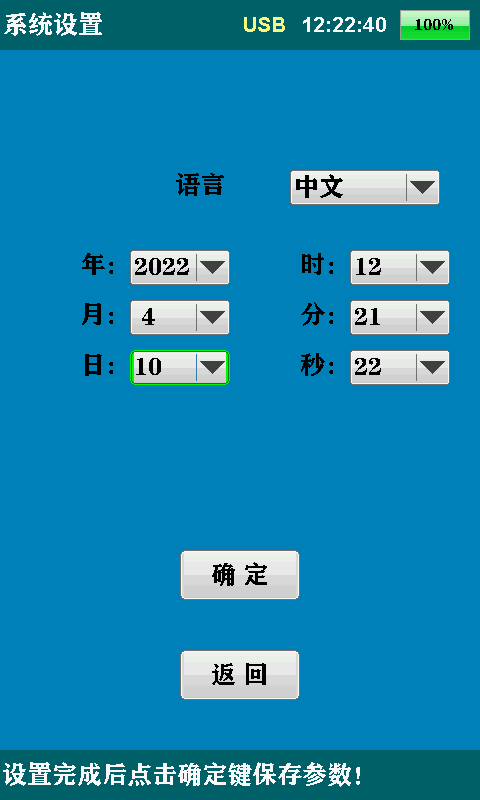 系统设置 USB 12:22:40 100%
语言 中文
年: 2022 时: 12
月: 4 分: 21
日: 10 秒: 22
确 定
返 回
设置完成后点击确定键保存参数!